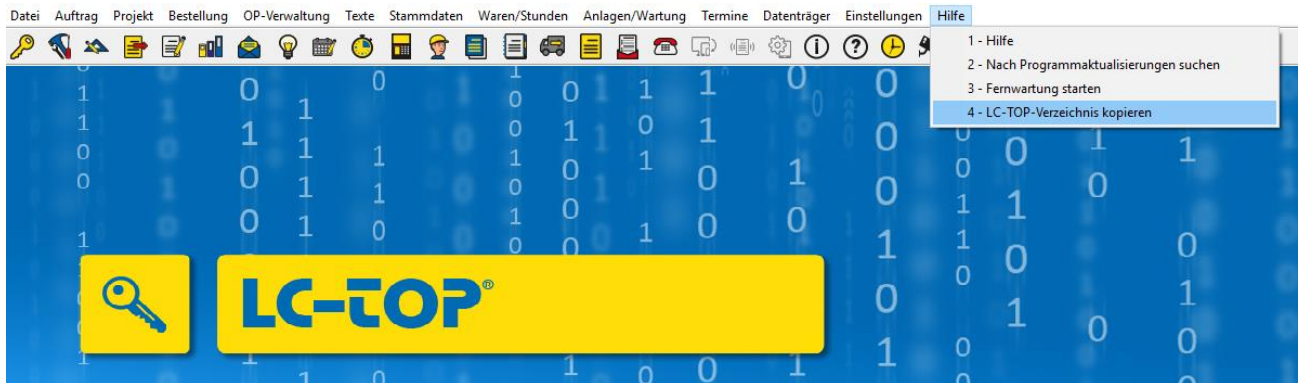 Datei Auftrag Projekt Bestellung OP-Verwaltung Texte Stammdaten Waren/Stunden Anlagen/Wartung Termine Datenträger Einstellungen Hilfe
1 - Hilfe
2 - Nach Programmaktualisierungen suchen
3 - Fernwartung starten
4 - LC-TOP-Verzeichnis kopieren
LC-TOP®